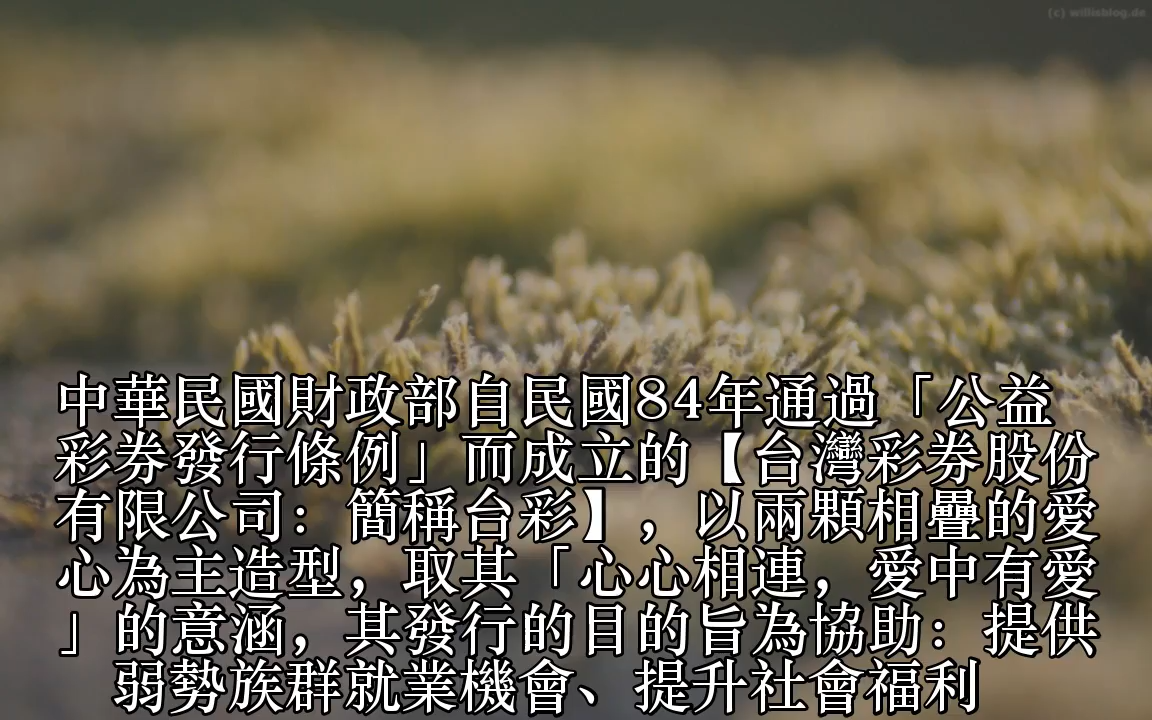 (c) willisblog.de
中華民國財政部自民國84年通過「公益
彩券發行條例」而成立的【台灣彩券股份
有限公司：簡稱台彩】，以兩顆相疊的愛
心為主造型，取其「心心相連，愛中有愛
」的意涵，其發行的目的旨為協助：提供
弱勢族群就業機會、提升社會福利